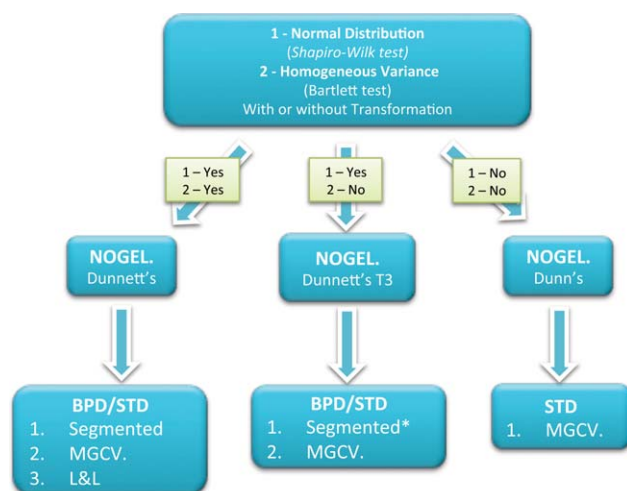 1 - Normal Distribution
(Shapiro-Wilk test)
2 - Homogeneous Variance
(Bartlett test)
With or without Transformation
1 – Yes
2 – Yes
1 – Yes
2 – No
1 – No
2 – No
NOGEL.
Dunnett's
NOGEL.
Dunnett's T3
NOGEL.
Dunn's
BPD/STD
1. Segmented
2. MGCV.
3. L&L
BPD/STD
1. Segmented*
2. MGCV.
STD
1. MGCV.